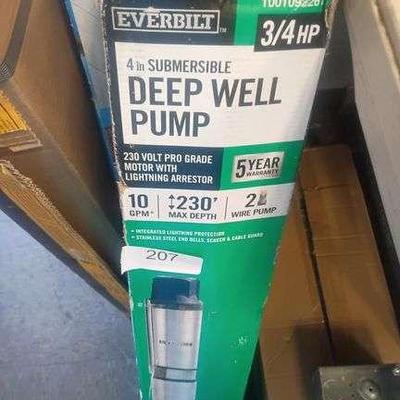 EVERBILT
3/4 HP
4 in SUBMERSIBLE
DEEP WELL
PUMP
230 VOLT PRO GRADE
MOTOR WITH
LIGHTNING ARRESTOR
5 YEAR
WARRANTY
10
GPM+
↕230'
MAX DEPTH
2
WIRE PUMP
• INTEGRATED LIGHTNING PROTECTION
• STAINLESS STEEL END BELLS, SCREEN & CABLE GUARD
207